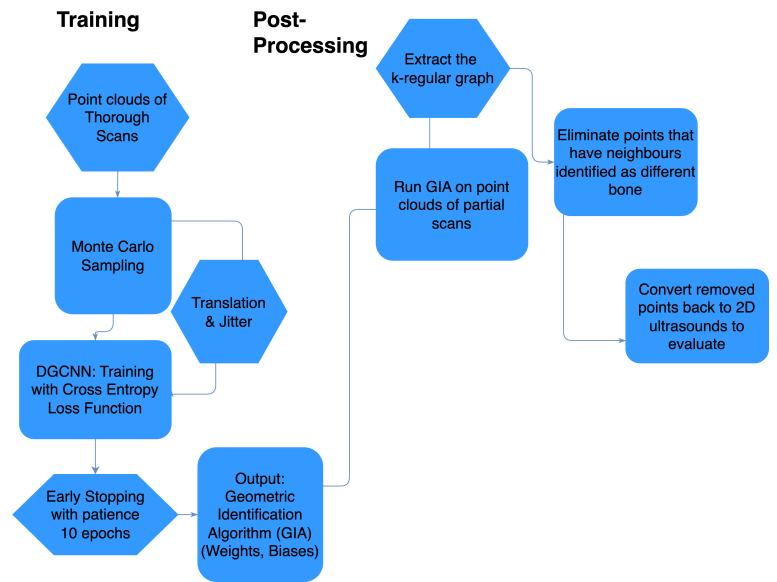 Training
Point clouds of
Thorough
Scans
Monte Carlo
Sampling
Translation
& Jitter
DGCNN: Training
with Cross Entropy
Loss Function
Early Stopping
with patience
10 epochs
Output:
Geometric
Identification
Algorithm (GIA)
(Weights, Biases)
Post-
Processing
Extract the
k-regular graph
Run GIA on point
clouds of partial
scans
Eliminate points that
have neighbours
identified as different
bone
Convert removed
points back to 2D
ultrasounds to
evaluate